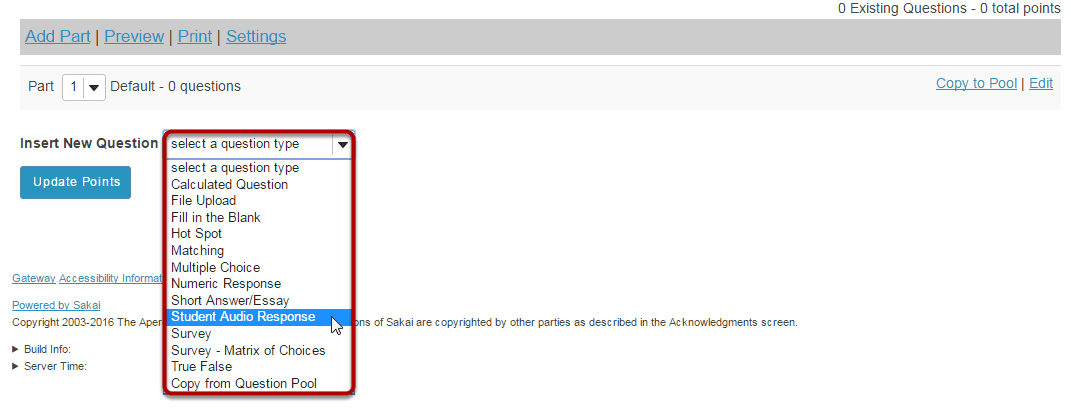 0 Existing Questions - 0 total points
Add Part | Preview | Print | Settings
Part 1 Default - 0 questions Copy to Pool | Edit
Insert New Question select a question type
select a question type
Update Points Calculated Question
File Upload
Fill in the Blank
Hot Spot
Matching
Multiple Choice
Gateway Accessibility Informat Numeric Response
Short Answer/Essay
Powered by Sakai
Student Audio Response
Copyright 2003-2016 The Aper ons of Sakai are copyrighted by other parties as described in the Acknowledgments screen.
Survey
Build Info: Survey - Matrix of Choices
Server Time: True False
Copy from Question Pool